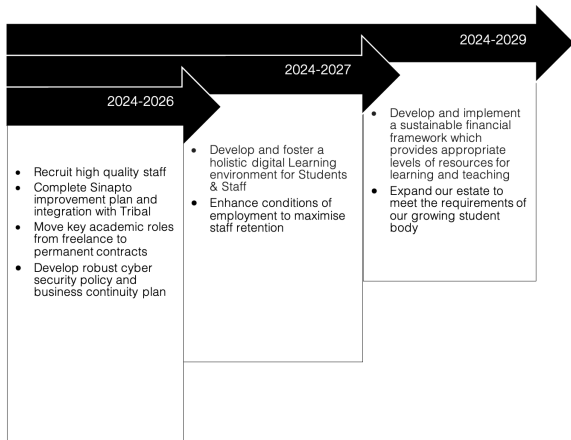 2024-2026
• Recruit high quality staff
• Complete Sinapto
improvement plan and
integration with Tribal
• Move key academic roles
from freelance to
permanent contracts
• Develop robust cyber
security policy and
business continuity plan
2024-2027
• Develop and foster a
holistic digital Learning
environment for Students
& Staff
• Enhance conditions of
employment to maximise
staff retention
2024-2029
• Develop and implement
a sustainable financial
framework which
provides appropriate
levels of resources for
learning and teaching
• Expand our estate to
meet the requirements of
our growing student
body